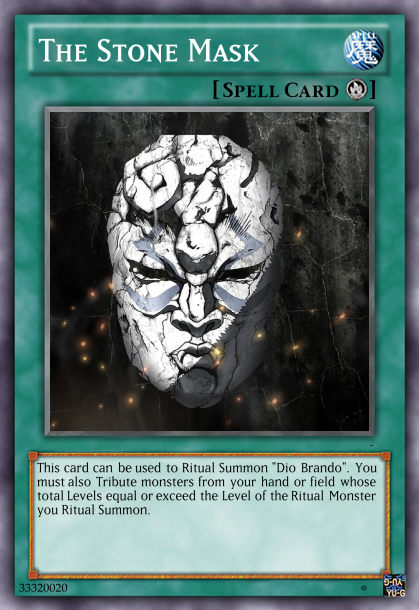 The Stone Mask
魔
[Spell Card ]
This card can be used to Ritual Summon "Dio Brando". You
must also Tribute monsters from your hand or field whose
total Levels equal or exceed the Level of the Ritual Monster
you Ritual Summon.
33320020
YU-G